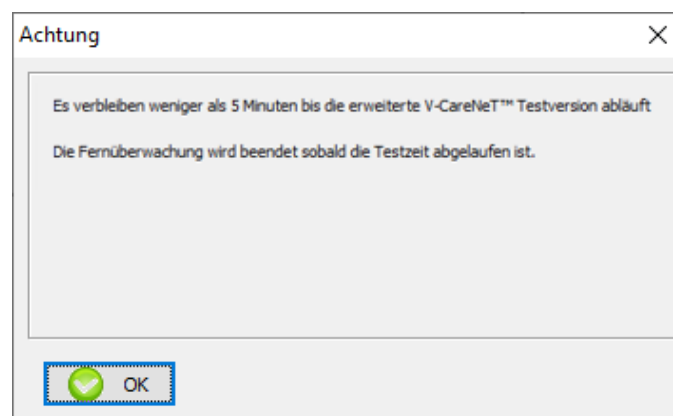 Achtung
Es verbleiben weniger als 5 Minuten bis die erweiterte V-CareNeT™ Testversion abläuft
Die Fernüberwachung wird beendet sobald die Testzeit abgelaufen ist.
OK